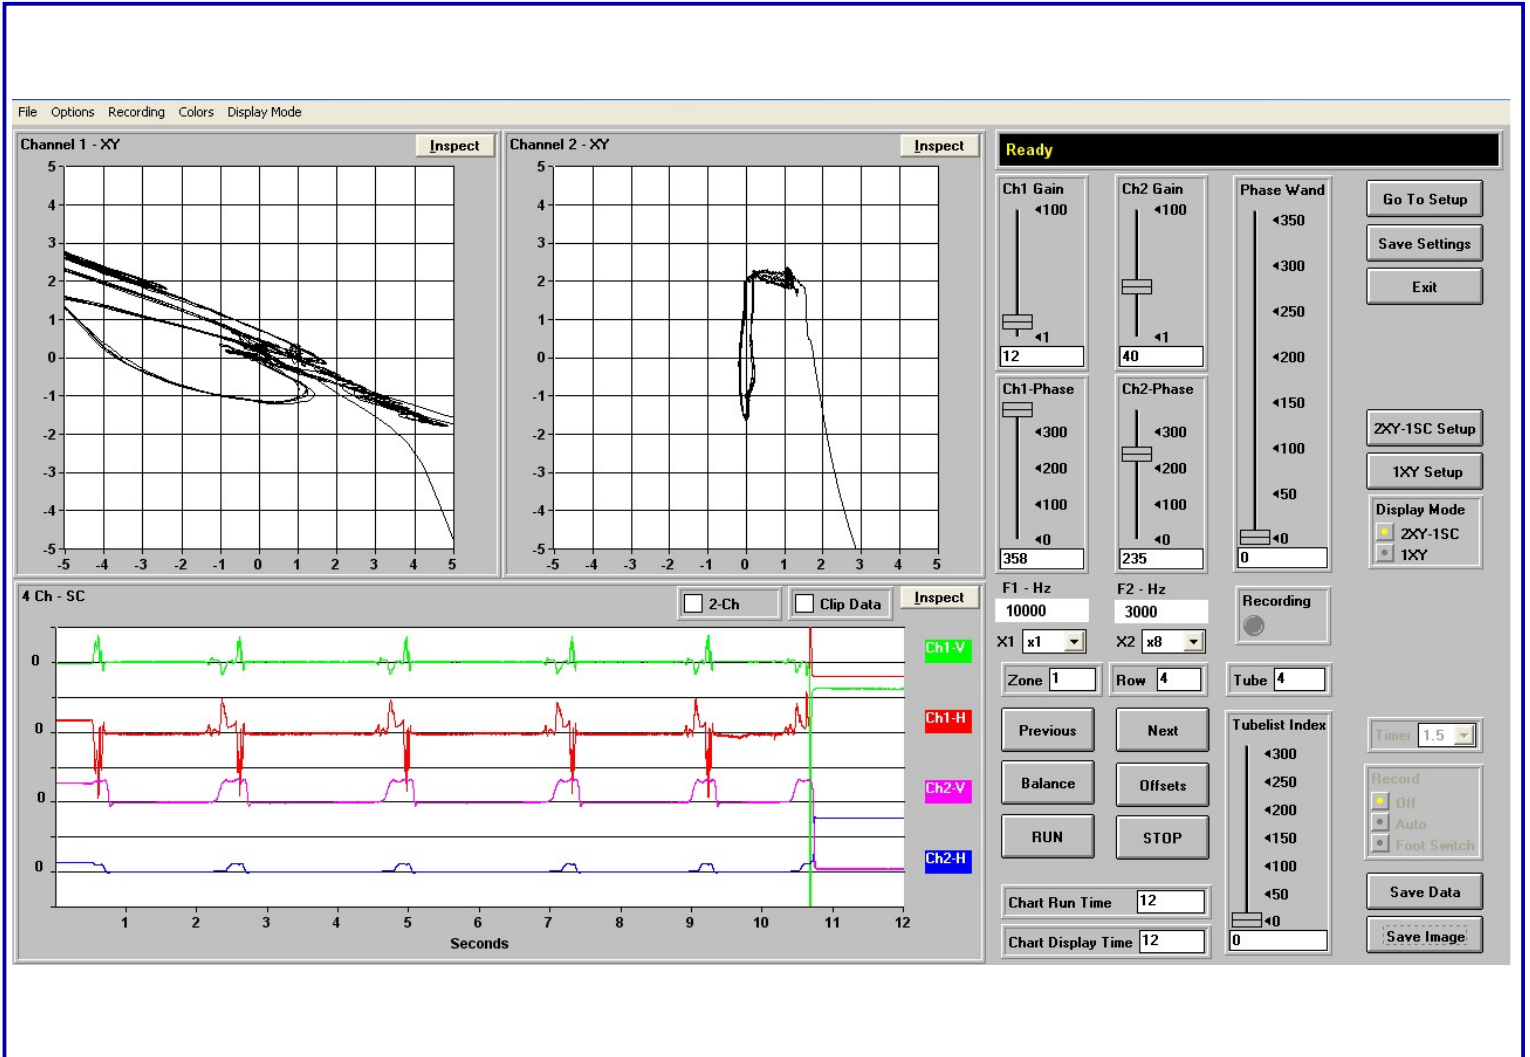 File Options Recording Colors Display Mode
Channel 1 - XY
Inspect
5
4
3
2
1
0
-1
-2
-3
-4
-5
-5 -4 -3 -2 -1 0 1 2 3 4 5
Channel 2 - XY
Inspect
5
4
3
2
1
0
-1
-2
-3
-4
-5
-5 -4 -3 -2 -1 0 1 2 3 4 5
Ready
Ch1 Gain
100
1
12
Ch2 Gain
100
1
40
Phase Wand
350
300
250
200
150
100
50
0
0
Go To Setup
Save Settings
Exit
Ch1-Phase
300
200
100
0
358
Ch2-Phase
300
200
100
0
235
2XY-1SC Setup
1XY Setup
Display Mode
2XY-1SC
1XY
4 Ch - SC
2-Ch
Clip Data
Inspect
0
0
0
0
Ch1-V
Ch1-H
Ch2-V
Ch2-H
1 2 3 4 5 6 7 8 9 10 11 12
Seconds
F1 - Hz
10000
F2 - Hz
3000
Recording
X1 x1
X2 x8
Zone 1
Row 4
Tube 4
Previous
Next
Balance
Offsets
RUN
STOP
Tubelist Index
300
250
200
150
100
50
0
0
Timer 1.5
Record
Off
Auto
Foot Switch
Chart Run Time 12
Chart Display Time 12
Save Data
Save Image